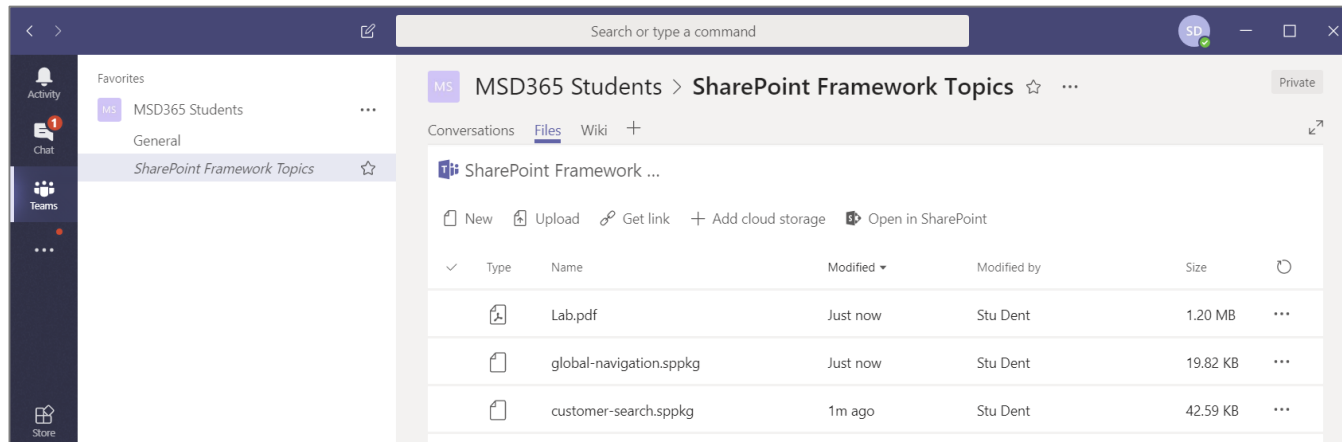 Search or type a command
SD
Activity
1
Chat
Teams
Store
Favorites
MS MSD365 Students
General
SharePoint Framework Topics
MS MSD365 Students > SharePoint Framework Topics
Private
Conversations Files Wiki +
SharePoint Framework ...
New Upload Get link + Add cloud storage Open in SharePoint
Type Name Modified Modified by Size
Lab.pdf Just now Stu Dent 1.20 MB
global-navigation.sppkg Just now Stu Dent 19.82 KB
customer-search.sppkg 1m ago Stu Dent 42.59 KB